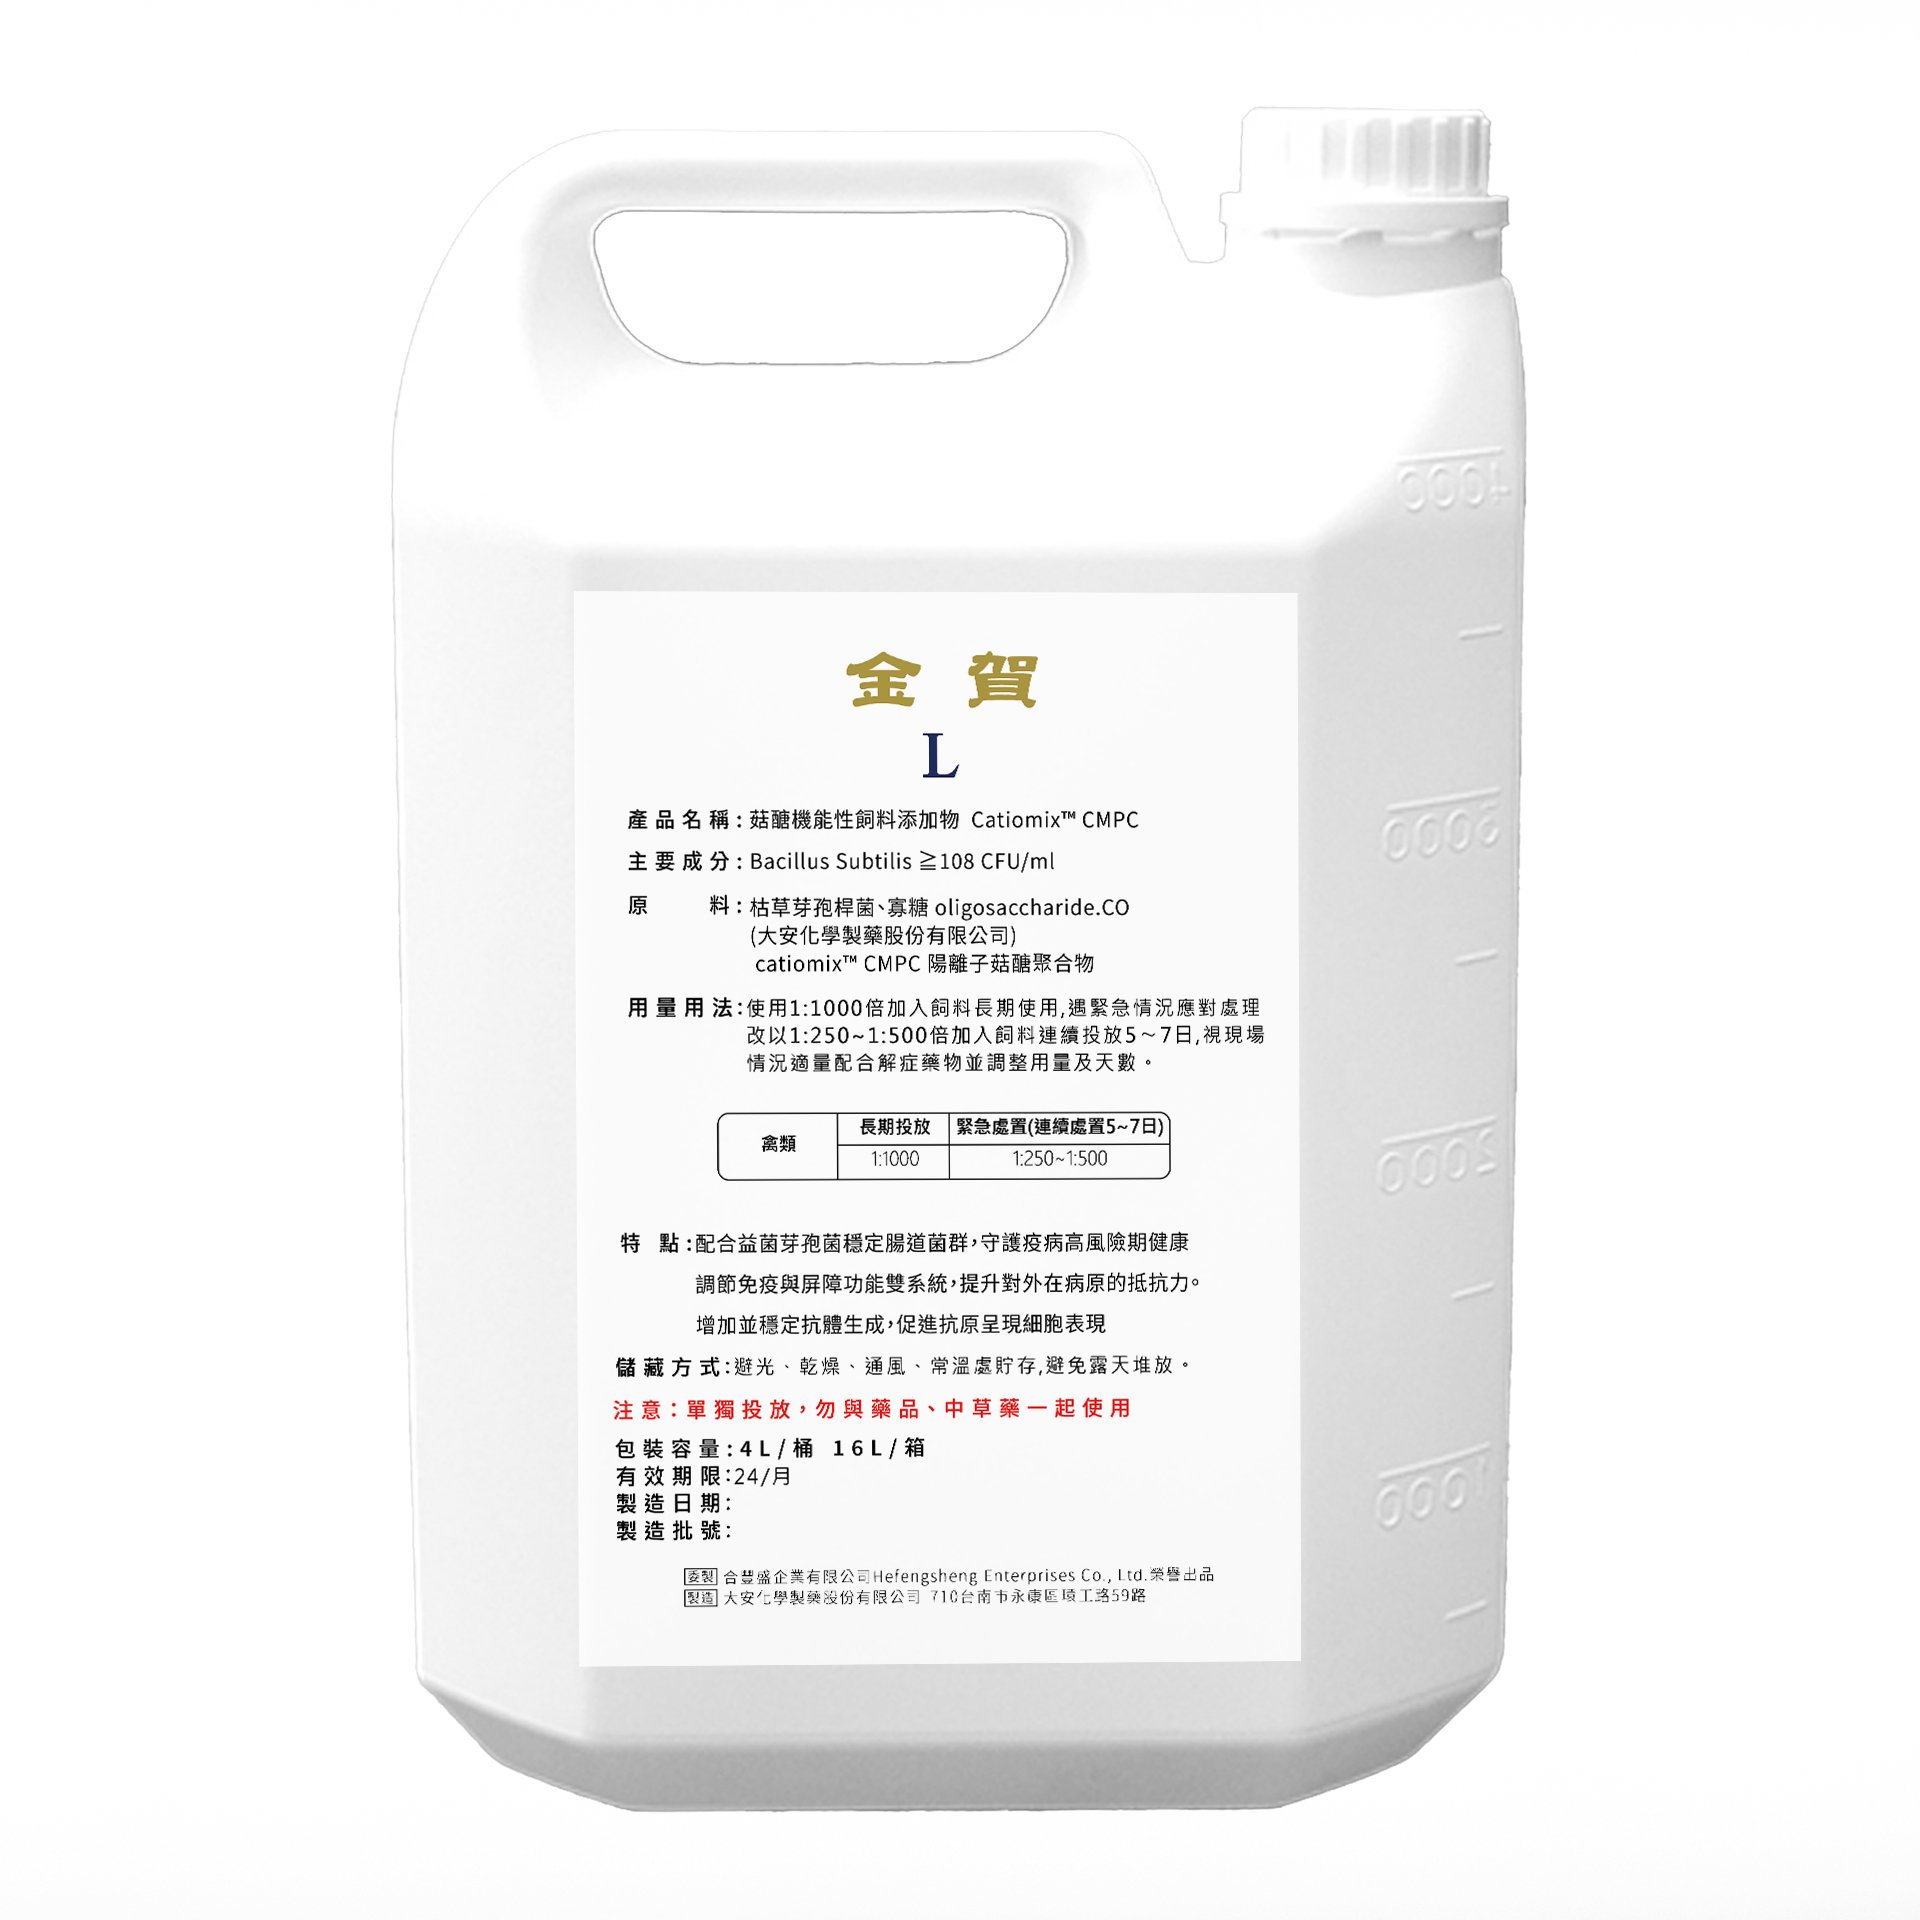 金賀
L
產品名稱：菇醣機能性飼料添加物 Catiomix™ CMPC
主要成分：Bacillus Subtilis ≧108 CFU/ml
原料：枯草芽孢桿菌、寡糖 oligosaccharide.CO
(大安化學製藥股份有限公司)
catiomix™ CMPC 陽離子菇醣聚合物
用量用法：使用1:1000倍加入飼料長期使用,遇緊急情況應對處理
改以1:250~1:500倍加入飼料連續投放5～7日,視現場
情況適量配合解症藥物並調整用量及天數。
禽類
長期投放 緊急處置(連續處置5~7日)
1:1000 1:250~1:500
特點：配合益菌芽孢菌穩定腸道菌群，守護疫病高風險期健康
調節免疫與屏障功能雙系統，提升對外在病原的抵抗力。
增加並穩定抗體生成，促進抗原呈現細胞表現
儲藏方式：避光、乾燥、通風、常溫處貯存,避免露天堆放。
注意：單獨投放，勿與藥品、中草藥一起使用
包裝容量：4L/桶 16L/箱
有效期限：24/月
製造日期：
製造批號：
委製 合豐盛企業有限公司Hefengsheng Enterprises Co., Ltd.榮譽出品
製造 大安化學製藥股份有限公司 710台南市永康區環工路59路
4000
3000
2000
1000